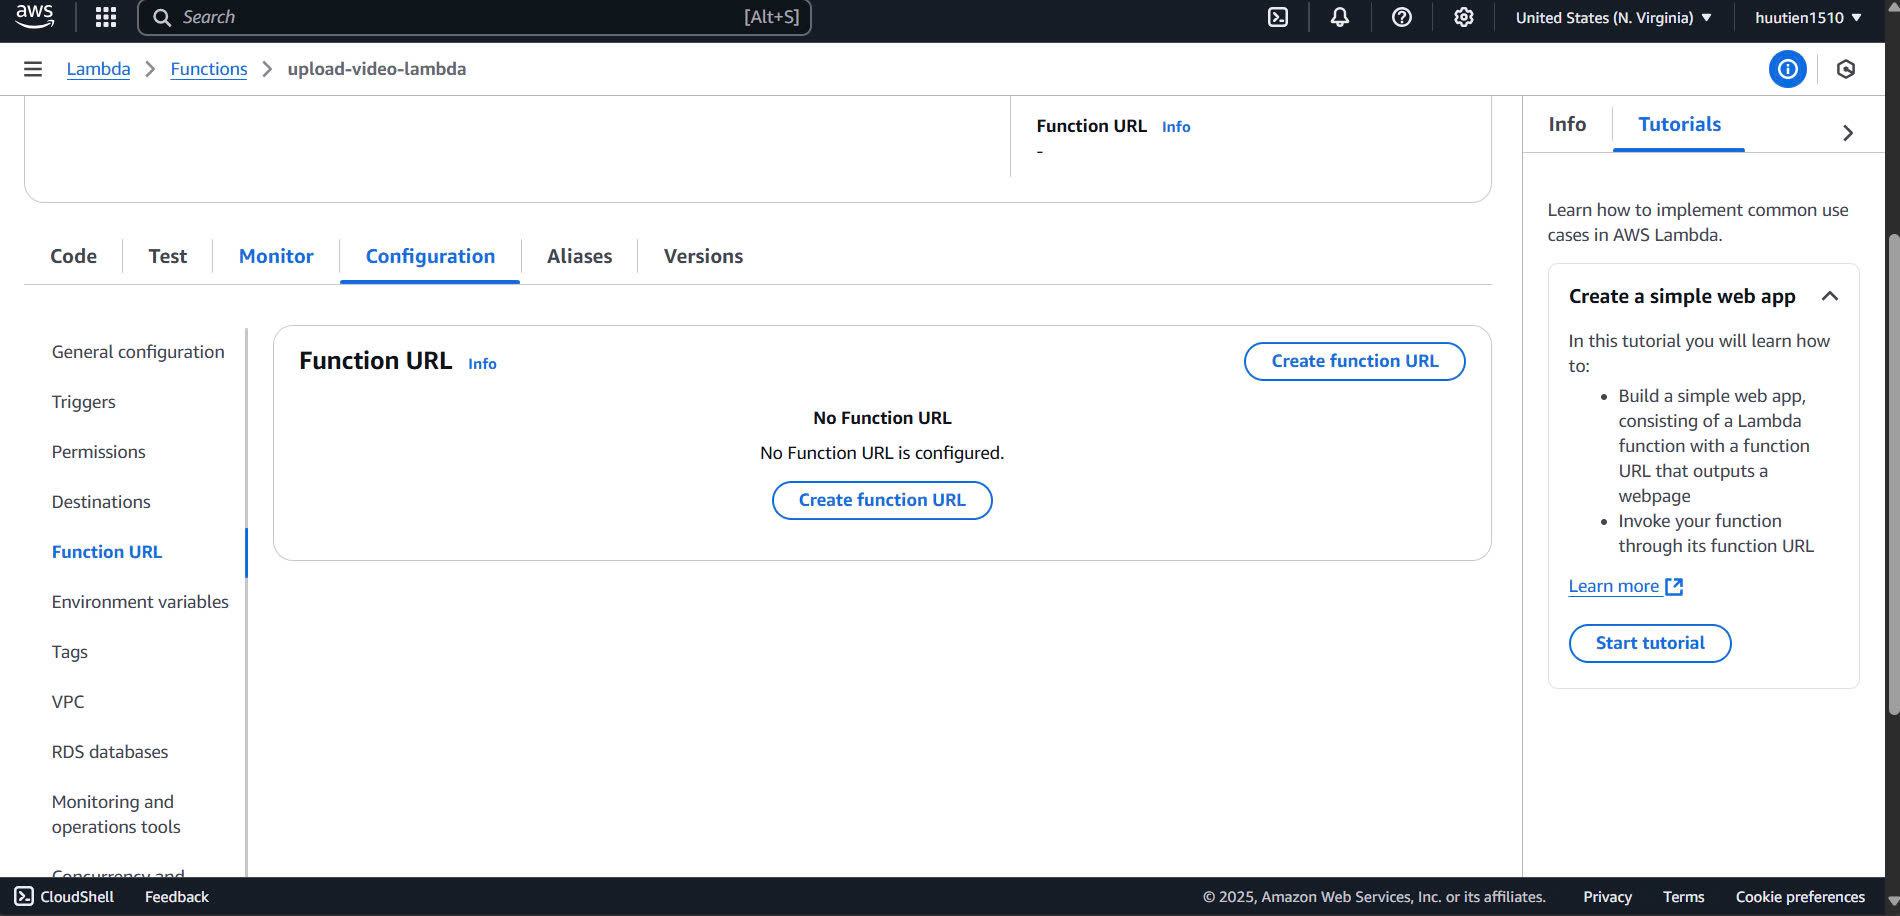 aws
Search
[Alt+S]
United States (N. Virginia)
huutien1510
Lambda
Functions
upload-video-lambda
Function URL Info
-
Info
Tutorials
Learn how to implement common use
cases in AWS Lambda.
Create a simple web app
In this tutorial you will learn how
to:
• Build a simple web app,
consisting of a Lambda
function with a function
URL that outputs a
webpage
• Invoke your function
through its function URL
Learn more
Start tutorial
Code
Test
Monitor
Configuration
Aliases
Versions
General configuration
Triggers
Permissions
Destinations
Function URL
Environment variables
Tags
VPC
RDS databases
Monitoring and
operations tools
Concurrency and
Function URL Info
Create function URL
No Function URL
No Function URL is configured.
Create function URL
CloudShell
Feedback
© 2025, Amazon Web Services, Inc. or its affiliates.
Privacy
Terms
Cookie preferences